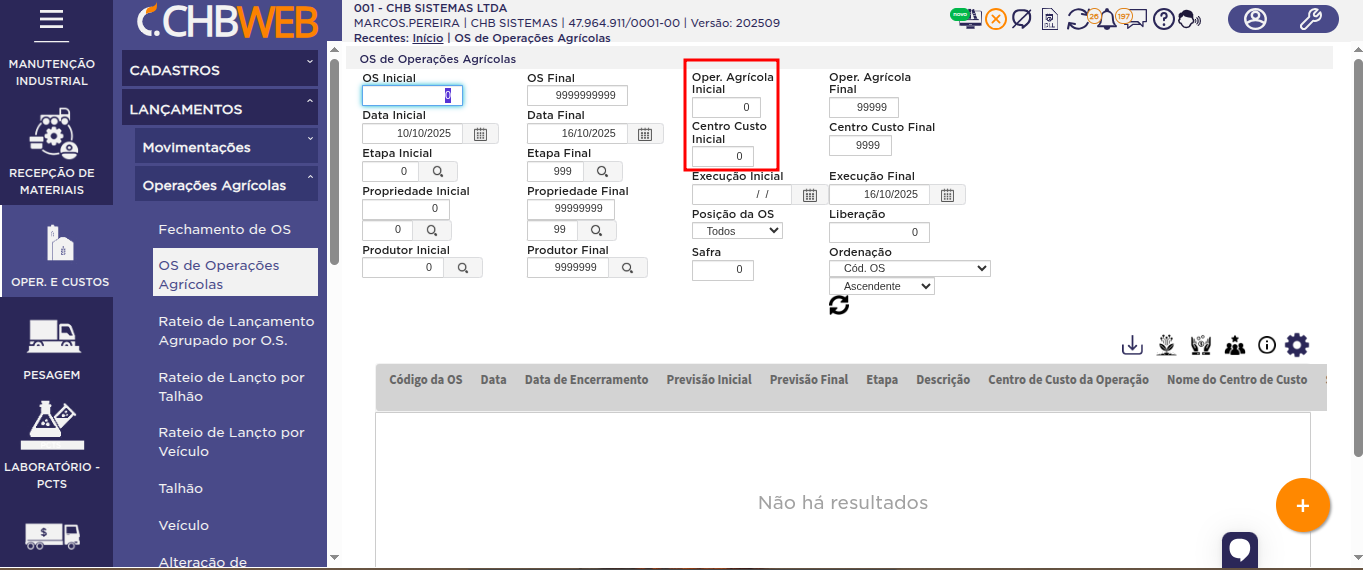 001 - CHB SISTEMAS LTDA
MARCOS.PEREIRA | CHB SISTEMAS | 47.964.911/0001-00 | Versão: 202509
Recentes: Início | OS de Operações Agrícolas
CHBWEB
novo
26
197
MANUTENÇÃO
INDUSTRIAL
RECEPÇÃO DE
MATERIAIS
OPER. E CUSTOS
PESAGEM
LABORATÓRIO -
PCTS
$
CADASTROS
LANÇAMENTOS
Movimentações
Operações Agrícolas
Fechamento de OS
OS de Operações
Agrícolas
Rateio de Lançamento
Agrupado por O.S.
Rateio de Lançto por
Talhão
Rateio de Lançto por
Veículo
Talhão
Veículo
Alteração de
OS de Operações Agrícolas
OS Inicial
0
OS Final
9999999999
Oper. Agrícola
Inicial
0
Oper. Agrícola
Final
99999
Data Inicial
10/10/2025
Data Final
16/10/2025
Centro Custo
Inicial
0
Centro Custo Final
9999
Etapa Inicial
0
Etapa Final
999
Execução Inicial
/ /
Execução Final
16/10/2025
Propriedade Inicial
0
0
Propriedade Final
99999999
99
Posição da OS
Todos
Liberação
0
Produtor Inicial
0
Produtor Final
9999999
Safra
0
Ordenação
Cód. OS
Ascendente
Código da OS Data Data de Encerramento Previsão Inicial Previsão Final Etapa Descrição Centro de Custo da Operação Nome do Centro de Custo
Não há resultados
+